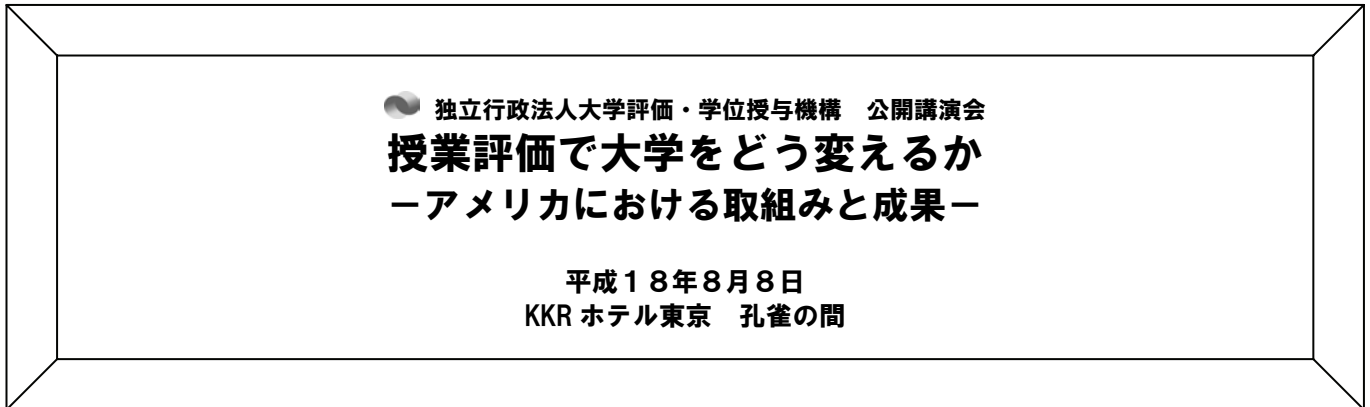 独立行政法人大学評価・学位授与機構　公開講演会
授業評価で大学をどう変えるか
－アメリカにおける取組みと成果－
平成１８年８月８日
KKR ホテル東京　孔雀の間